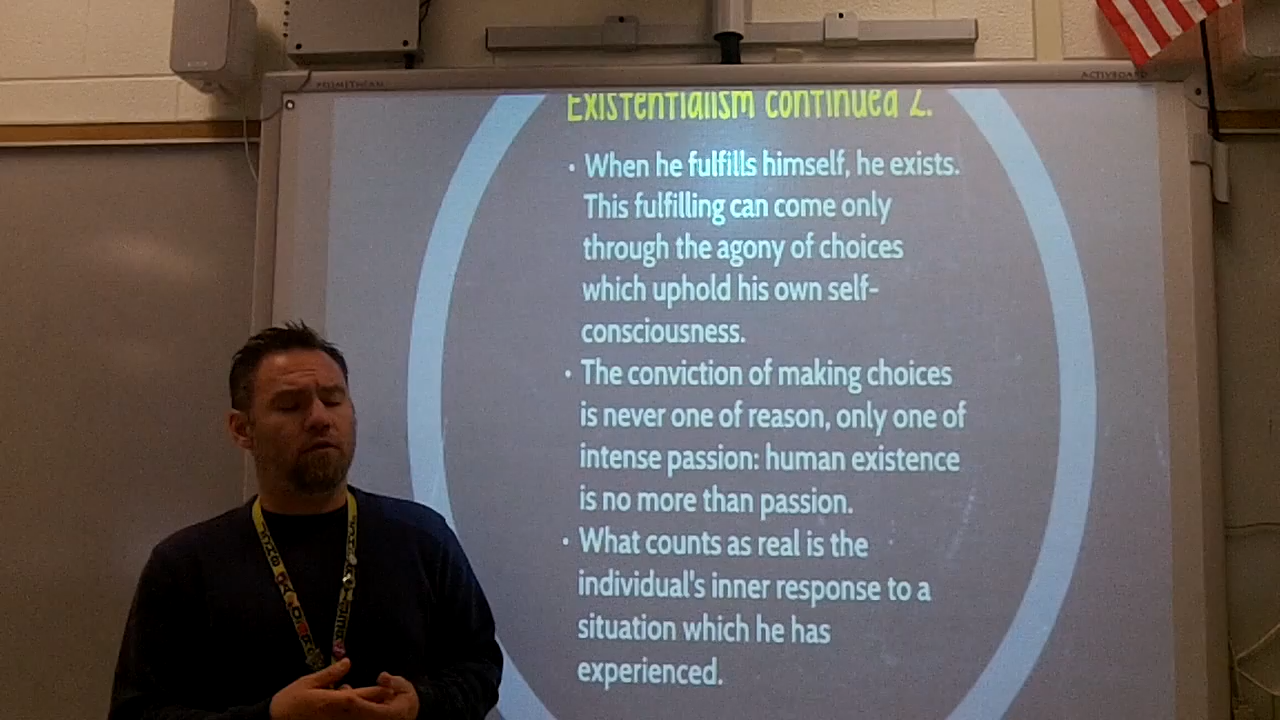 PROMETHEAN
ACTIVBOARD
Existentialism continued 2.
• When he fulfills himself, he exists.
This fulfilling can come only
through the agony of choices
which uphold his own self-
consciousness.
• The conviction of making choices
is never one of reason, only one of
intense passion: human existence
is no more than passion.
• What counts as real is the
individual's inner response to a
situation which he has
experienced.